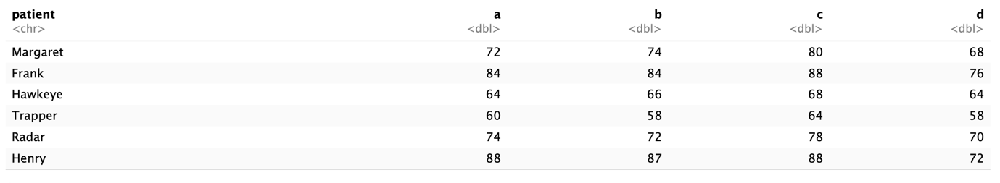 patient a b c d
<chr> <dbl> <dbl> <dbl> <dbl>
Margaret 72 74 80 68
Frank 84 84 88 76
Hawkeye 64 66 68 64
Trapper 60 58 64 58
Radar 74 72 78 70
Henry 88 87 88 72